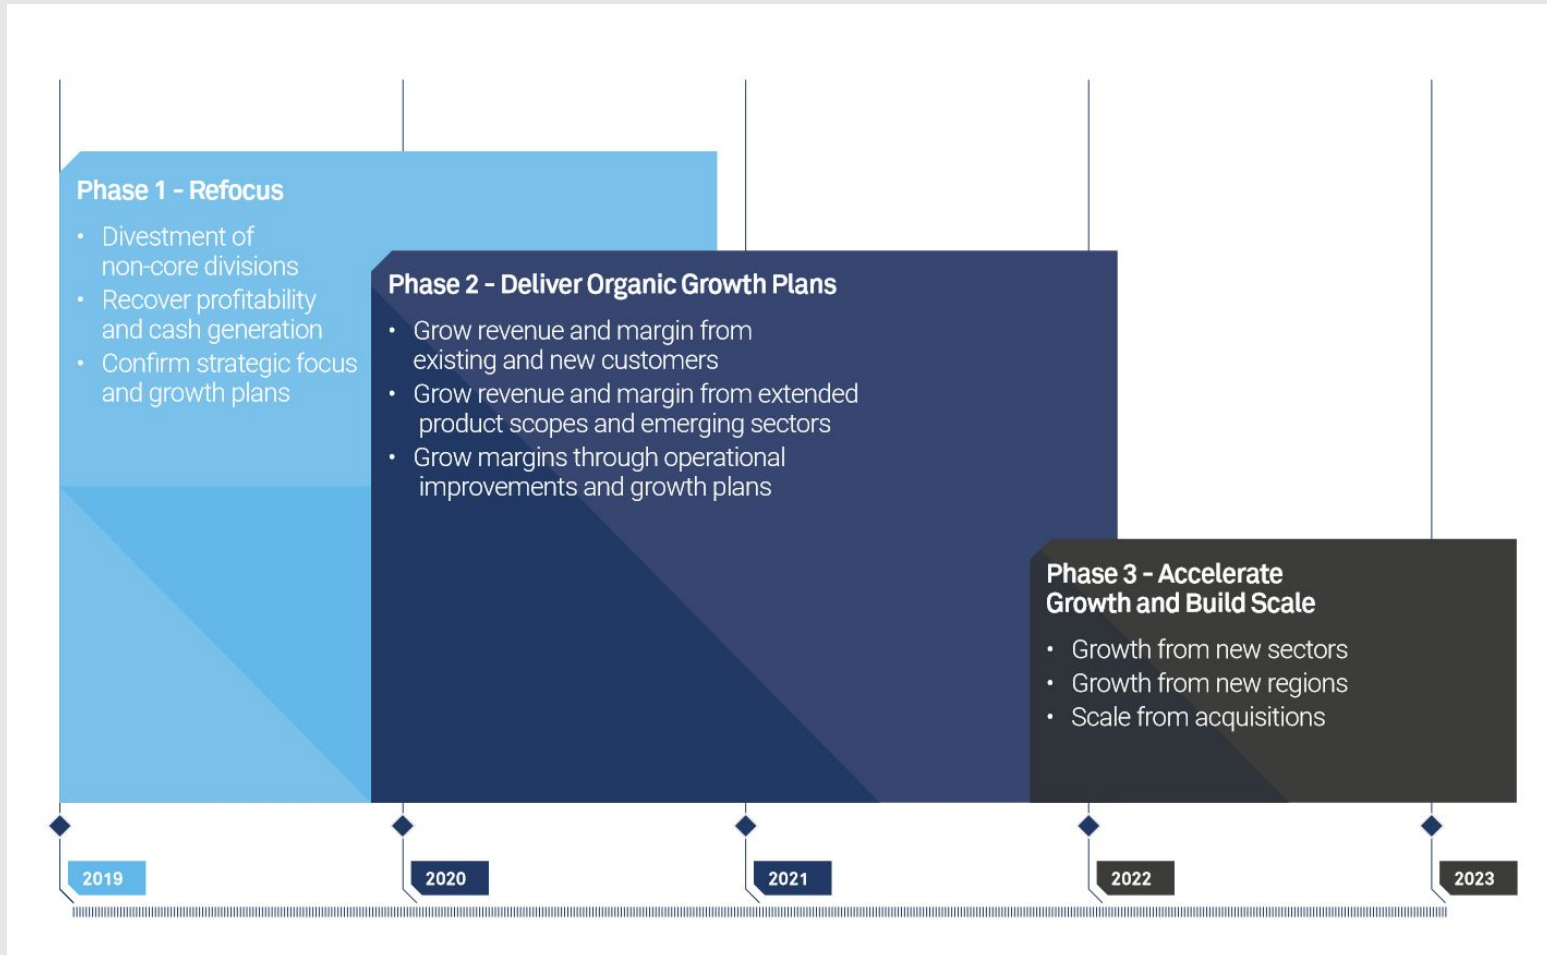 Phase 1 - Refocus
• Divestment of
non-core divisions
• Recover profitability
and cash generation
• Confirm strategic focus
and growth plans
Phase 2 - Deliver Organic Growth Plans
• Grow revenue and margin from
existing and new customers
• Grow revenue and margin from extended
product scopes and emerging sectors
• Grow margins through operational
improvements and growth plans
Phase 3 - Accelerate
Growth and Build Scale
• Growth from new sectors
• Growth from new regions
• Scale from acquisitions
2019
2020
2021
2022
2023